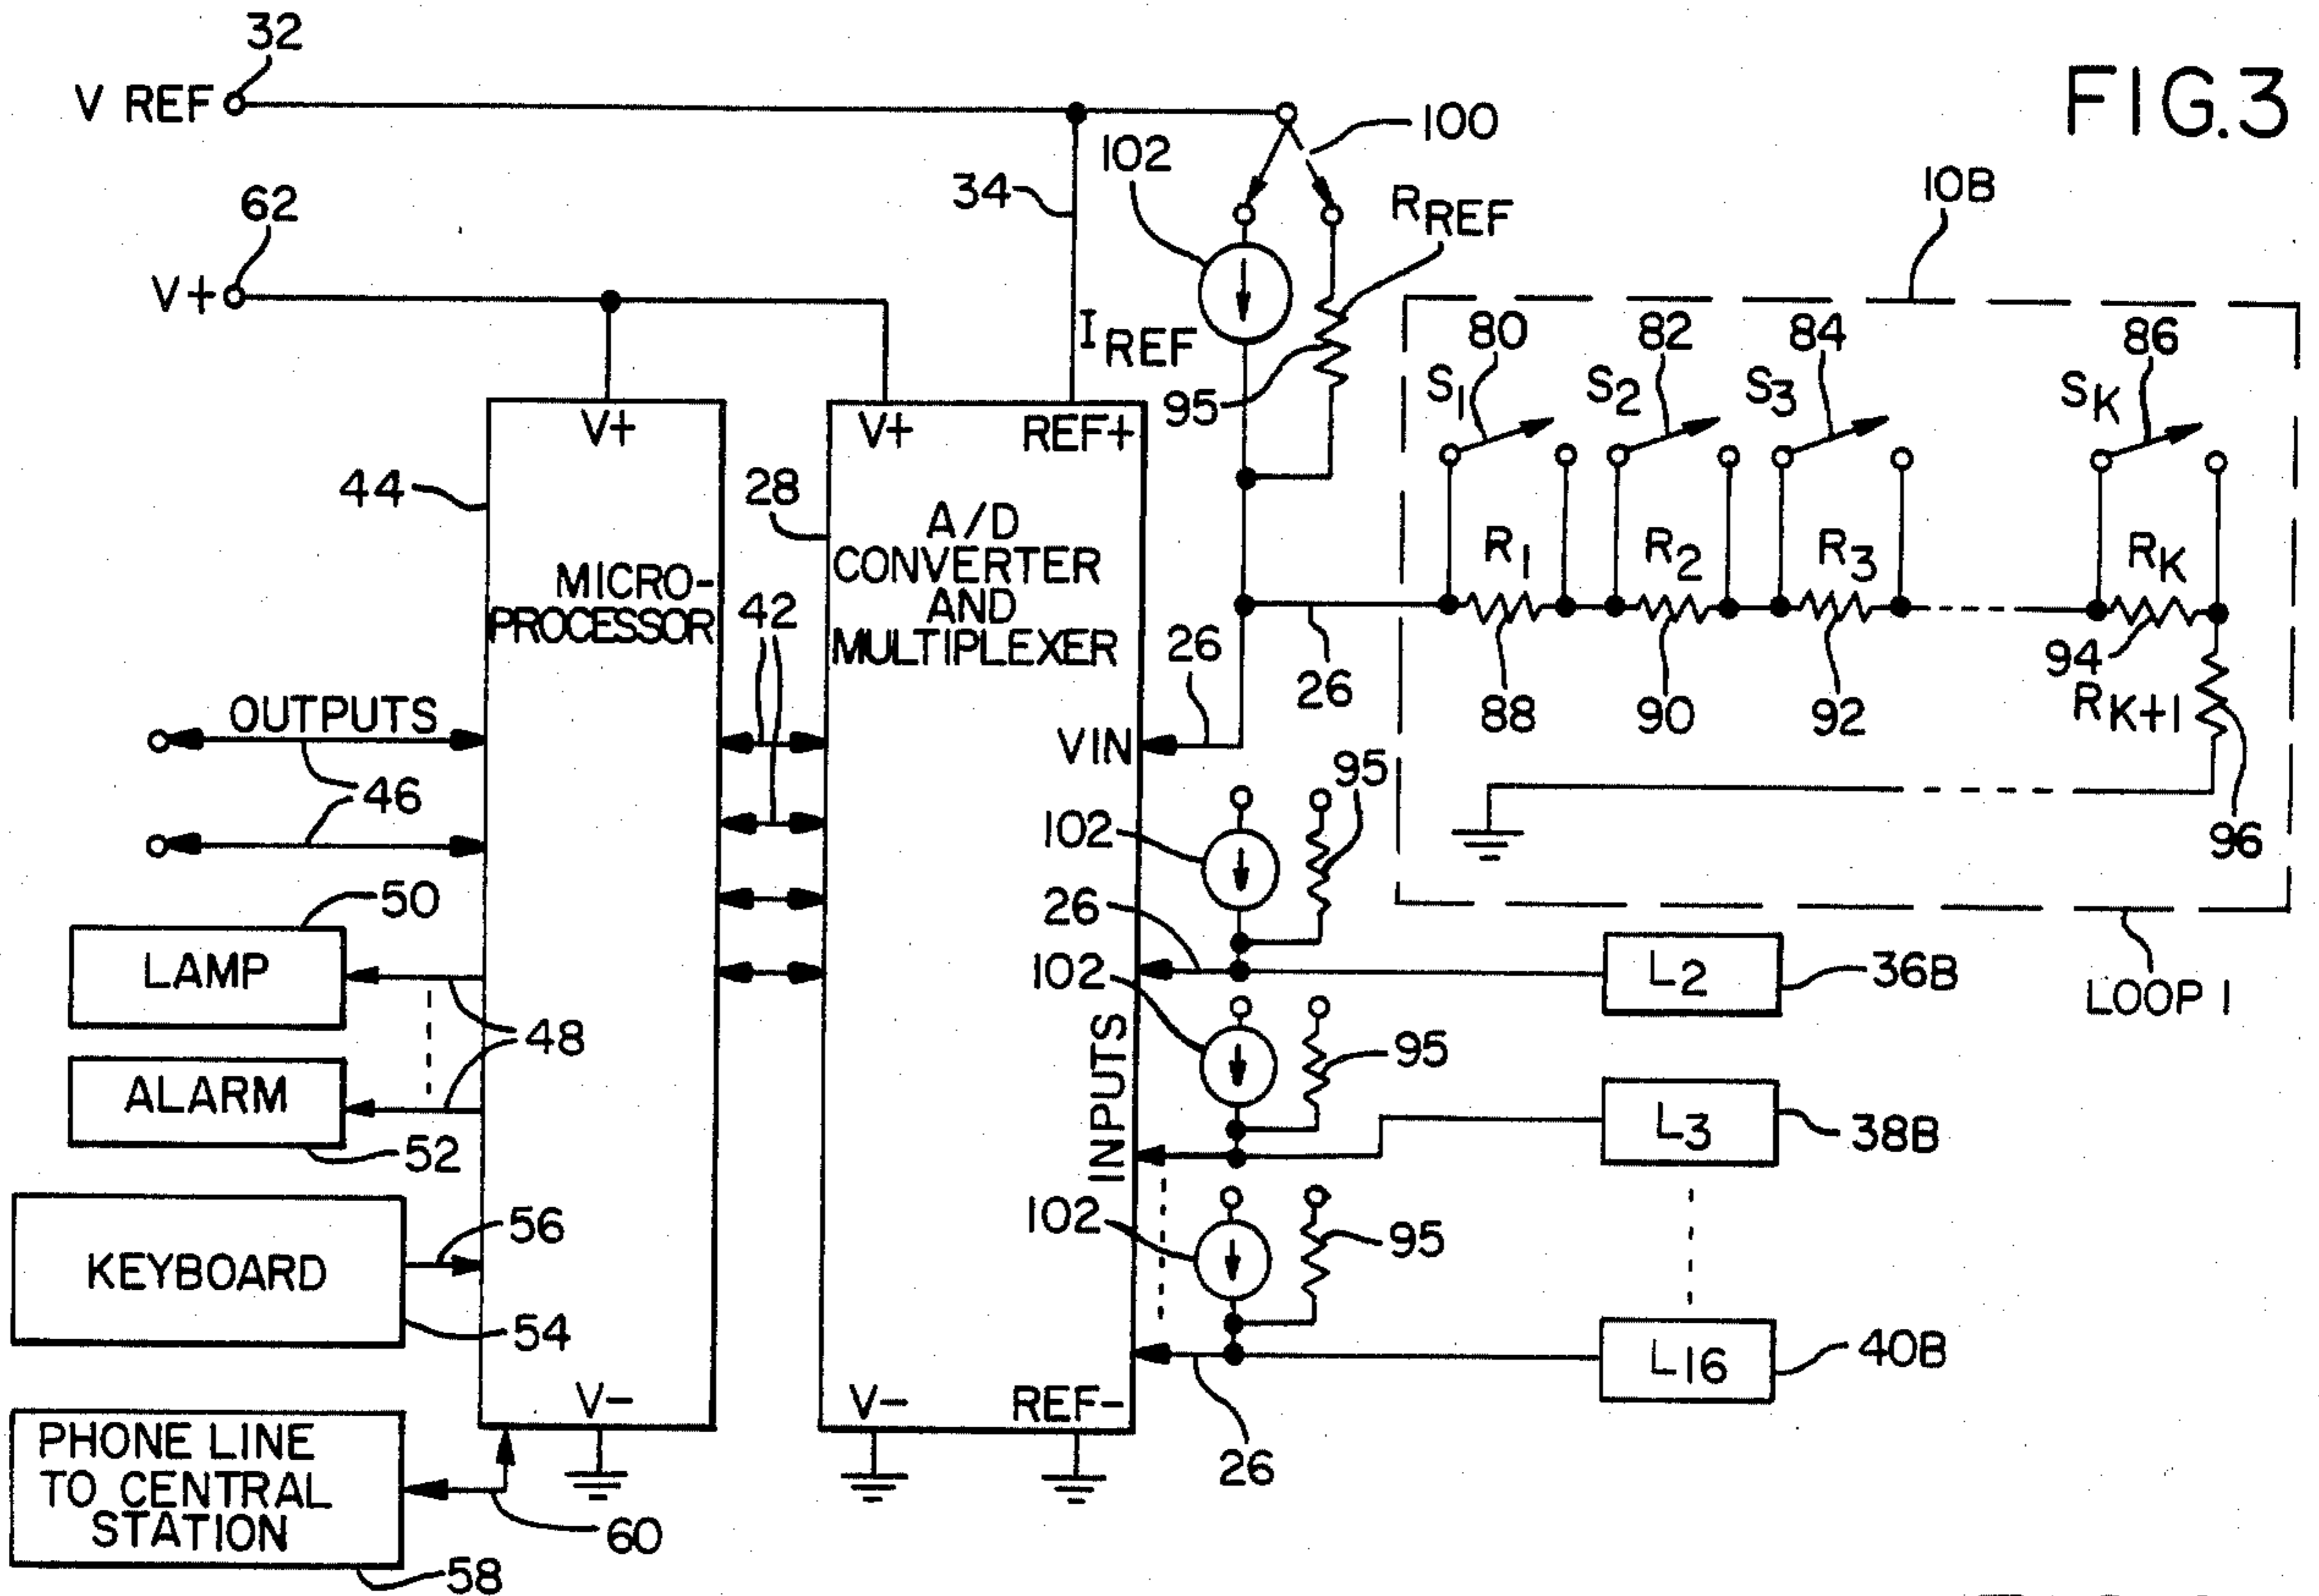 FIG.3
32
V REF
100
102
34
R REF
10B
62
V+
I REF
95
80
82
84
86
S1
S2
S3
SK
V+
V+
REF+
44
28
A/D
CONVERTER
AND
MULTIPLEXER
MICRO-
PROCESSOR
42
R1
R2
R3
RK
26
26
88
90
92
94
RK+1
96
OUTPUTS
46
VIN
95
102
26
50
LAMP
48
102
L2
36B
LOOP 1
INPUTS
95
ALARM
52
L3
38B
KEYBOARD
56
54
102
95
L16
40B
V-
V-
REF-
26
PHONE LINE
TO CENTRAL
STATION
60
58